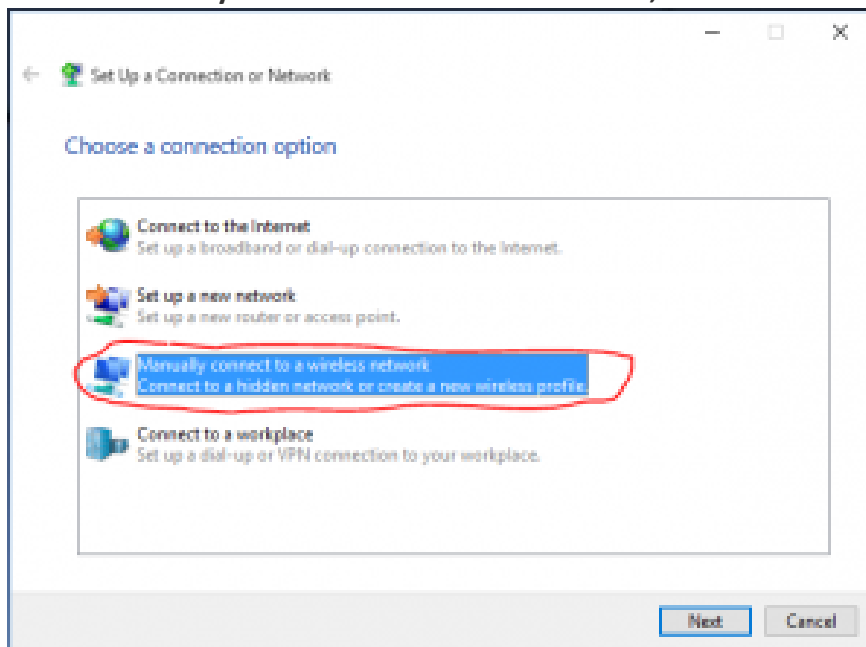 Set Up a Connection or Network
Choose a connection option
Connect to the Internet
Set up a broadband or dial-up connection to the Internet.
Set up a new network
Set up a new router or access point.
Manually connect to a wireless network
Connect to a hidden network or create a new wireless profile.
Connect to a workplace
Set up a dial-up or VPN connection to your workplace.
Next Cancel